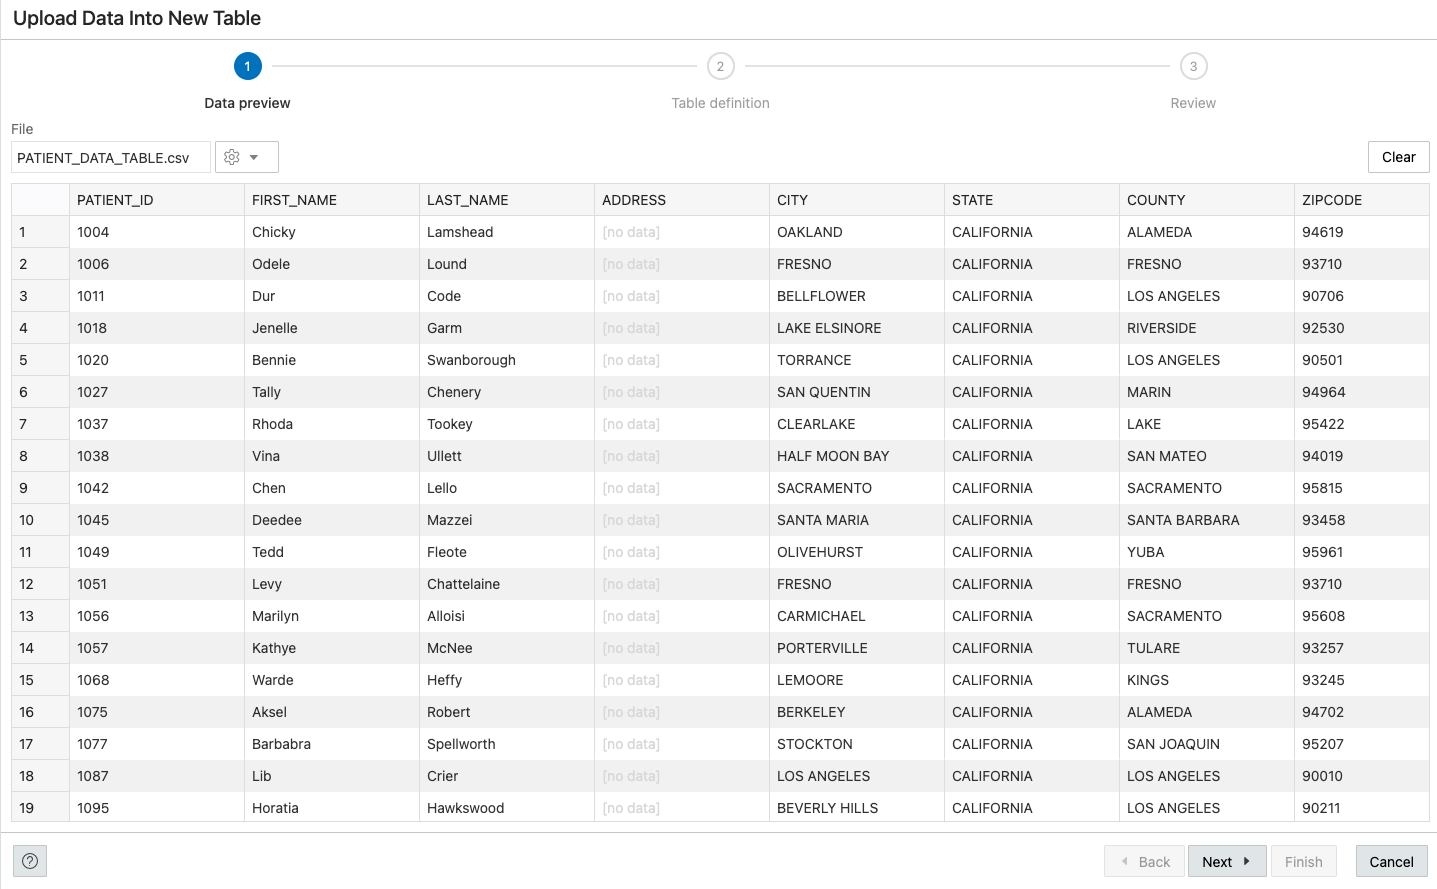 Upload Data Into New Table
1 2 3
Data preview Table definition Review
File
PATIENT_DATA_TABLE.csv Clear
PATIENT_ID FIRST_NAME LAST_NAME ADDRESS CITY STATE COUNTY ZIPCODE
1 1004 Chicky Lamshead [no data] OAKLAND CALIFORNIA ALAMEDA 94619
2 1006 Odele Lound [no data] FRESNO CALIFORNIA FRESNO 93710
3 1011 Dur Code [no data] BELLFLOWER CALIFORNIA LOS ANGELES 90706
4 1018 Jenelle Garm [no data] LAKE ELSINORE CALIFORNIA RIVERSIDE 92530
5 1020 Bennie Swanborough [no data] TORRANCE CALIFORNIA LOS ANGELES 90501
6 1027 Tally Chenery [no data] SAN QUENTIN CALIFORNIA MARIN 94964
7 1037 Rhoda Tookey [no data] CLEARLAKE CALIFORNIA LAKE 95422
8 1038 Vina Ullett [no data] HALF MOON BAY CALIFORNIA SAN MATEO 94019
9 1042 Chen Lello [no data] SACRAMENTO CALIFORNIA SACRAMENTO 95815
10 1045 Deedee Mazzei [no data] SANTA MARIA CALIFORNIA SANTA BARBARA 93458
11 1049 Tedd Fleote [no data] OLIVEHURST CALIFORNIA YUBA 95961
12 1051 Levy Chattelaine [no data] FRESNO CALIFORNIA FRESNO 93710
13 1056 Marilyn Alloisi [no data] CARMICHAEL CALIFORNIA SACRAMENTO 95608
14 1057 Kathye McNee [no data] PORTERVILLE CALIFORNIA TULARE 93257
15 1068 Warde Heffy [no data] LEMOORE CALIFORNIA KINGS 93245
16 1075 Aksel Robert [no data] BERKELEY CALIFORNIA ALAMEDA 94702
17 1077 Barbabra Spellworth [no data] STOCKTON CALIFORNIA SAN JOAQUIN 95207
18 1087 Lib Crier [no data] LOS ANGELES CALIFORNIA LOS ANGELES 90010
19 1095 Horatia Hawkswood [no data] BEVERLY HILLS CALIFORNIA LOS ANGELES 90211
? Back Next Finish Cancel